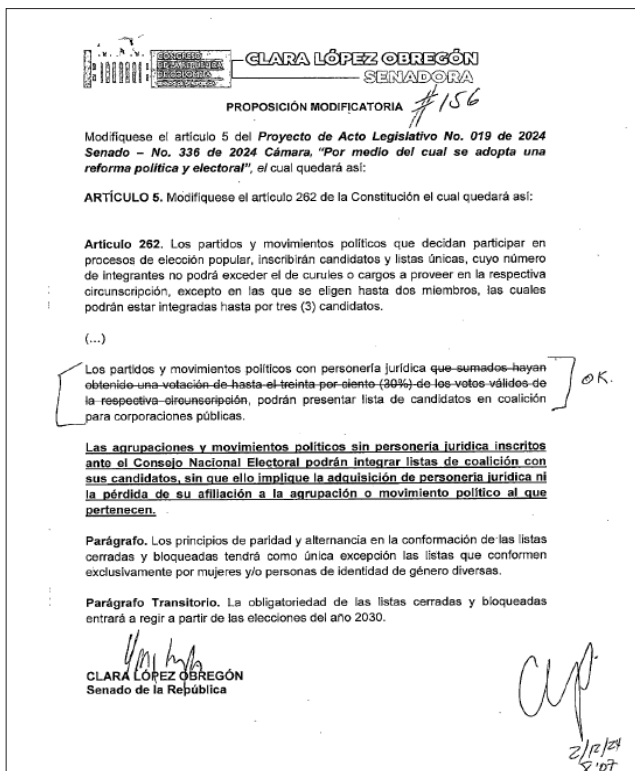 CONGRESO
DE LA REPÚBLICA
DE COLOMBIA
CLARA LÓPEZ OBREGÓN
SENADORA
PROPOSICIÓN MODIFICATORIA #156
Modifiquese el artículo 5 del Proyecto de Acto Legislativo No. 019 de 2024
Senado – No. 336 de 2024 Cámara, "Por medio del cual se adopta una
reforma política y electoral", el cual quedará así:
ARTÍCULO 5. Modifíquese el artículo 262 de la Constitución el cual quedará así:
Artículo 262. Los partidos y movimientos políticos que decidan participar en
procesos de elección popular, inscribirán candidatos y listas únicas, cuyo número
de integrantes no podrá exceder el de curules o cargos a proveer en la respectiva
circunscripción, excepto en las que se eligen hasta dos miembros, las cuales
podrán estar integradas hasta por tres (3) candidatos.
(...)
Los partidos y movimientos políticos con personería jurídica que sumados hayan
obtenido una votación de hasta el treinta por ciento (30%) de los votos válidos de
la respectiva circunscripción, podrán presentar lista de candidatos en coalición
para corporaciones públicas.
OK.
Las agrupaciones y movimientos políticos sin personería jurídica inscritos
ante el Consejo Nacional Electoral podrán integrar listas de coalición con
sus candidatos, sin que ello implique la adquisición de personería jurídica ni
la pérdida de su afiliación a la agrupación o movimiento político al que
pertenecen.
Parágrafo. Los principios de paridad y alternancia en la conformación de las listas
cerradas y bloqueadas tendrá como única excepción las listas que conformen
exclusivamente por mujeres y/o personas de identidad de género diversas.
Parágrafo Transitorio. La obligatoriedad de las listas cerradas y bloqueadas
entrará a regir a partir de las elecciones del año 2030.
CLARA LÓPEZ OBREGÓN
Senado de la República
2/12/24
8:07